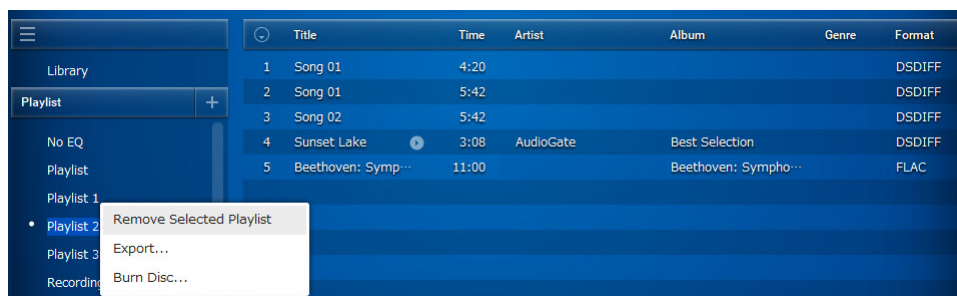 Title Time Artist Album Genre Format
Library
Playlist +
No EQ
Playlist
Playlist 1
Playlist 2
Playlist 3
Recording
1 Song 01 4:20 DSDIFF
2 Song 01 5:42 DSDIFF
3 Song 02 5:42 DSDIFF
4 Sunset Lake 3:08 AudioGate Best Selection DSDIFF
5 Beethoven: Symp··· 11:00 Beethoven: Sympho··· FLAC
Remove Selected Playlist
Export...
Burn Disc...